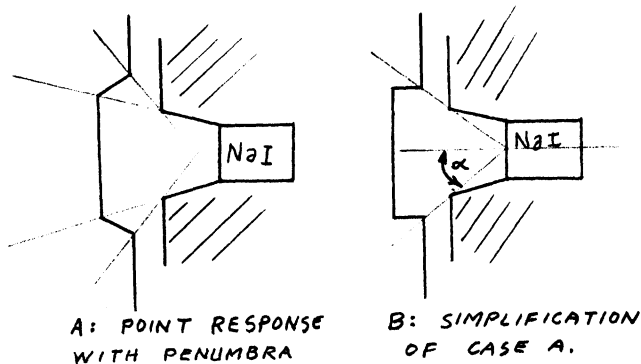 NaI
NaI
α
A: POINT RESPONSE
WITH PENUMBRA
B: SIMPLIFICATION
OF CASE A.